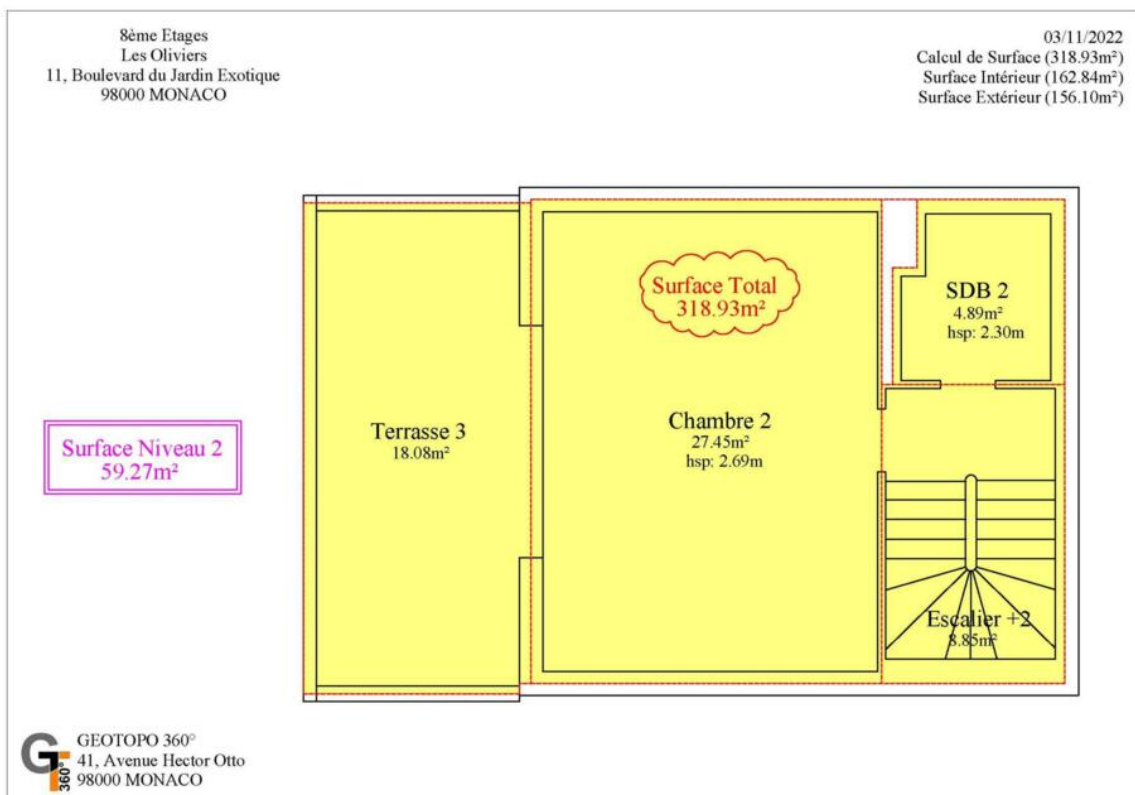 8ème Etages
Les Oliviers
11, Boulevard du Jardin Exotique
98000 MONACO
03/11/2022
Calcul de Surface (318.93m²)
Surface Intérieur (162.84m²)
Surface Extérieur (156.10m²)
Surface Total
318.93m²
SDB 2
4.89m²
hsp: 2.30m
Terrasse 3
18.08m²
Chambre 2
27.45m²
hsp: 2.69m
Surface Niveau 2
59.27m²
Escalier +2
8.85m²
GT
360°
GEOTOPO 360°
41, Avenue Hector Otto
98000 MONACO